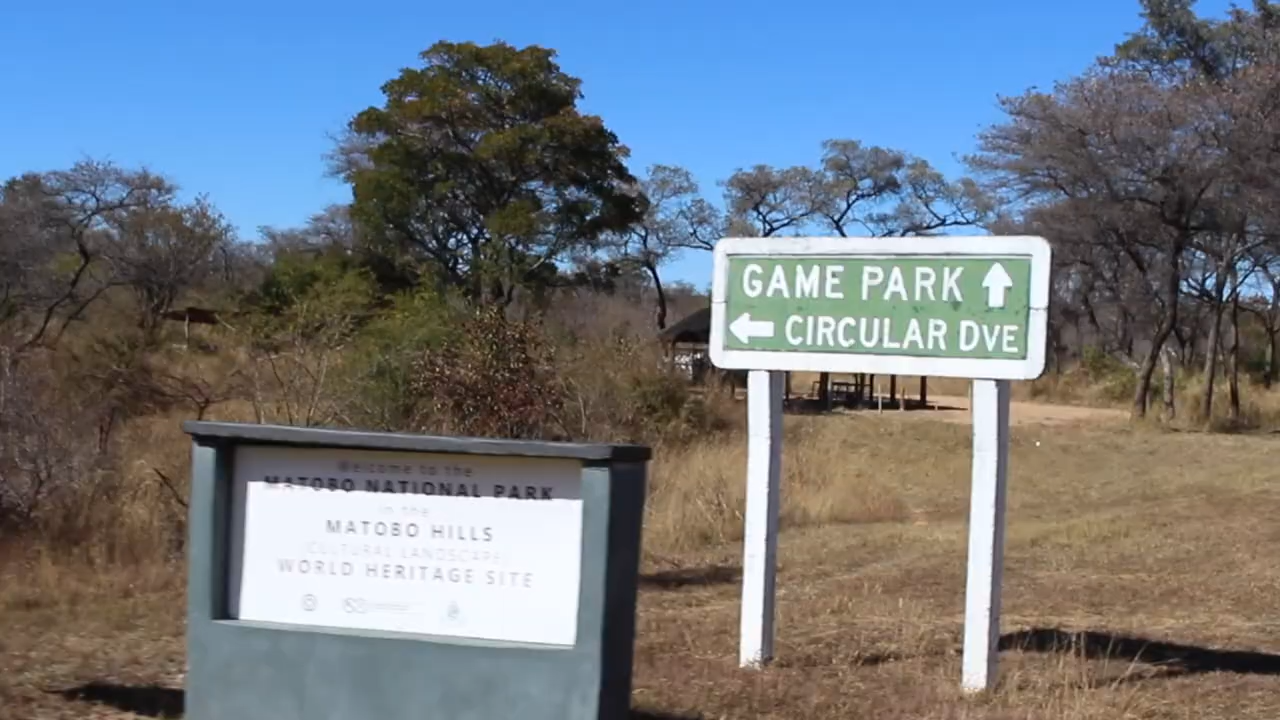 Welcome to the
MATOBO NATIONAL PARK
in the
MATOBO HILLS
(CULTURAL LANDSCAPE)
WORLD HERITAGE SITE
GAME PARK ↑
← CIRCULAR DVE